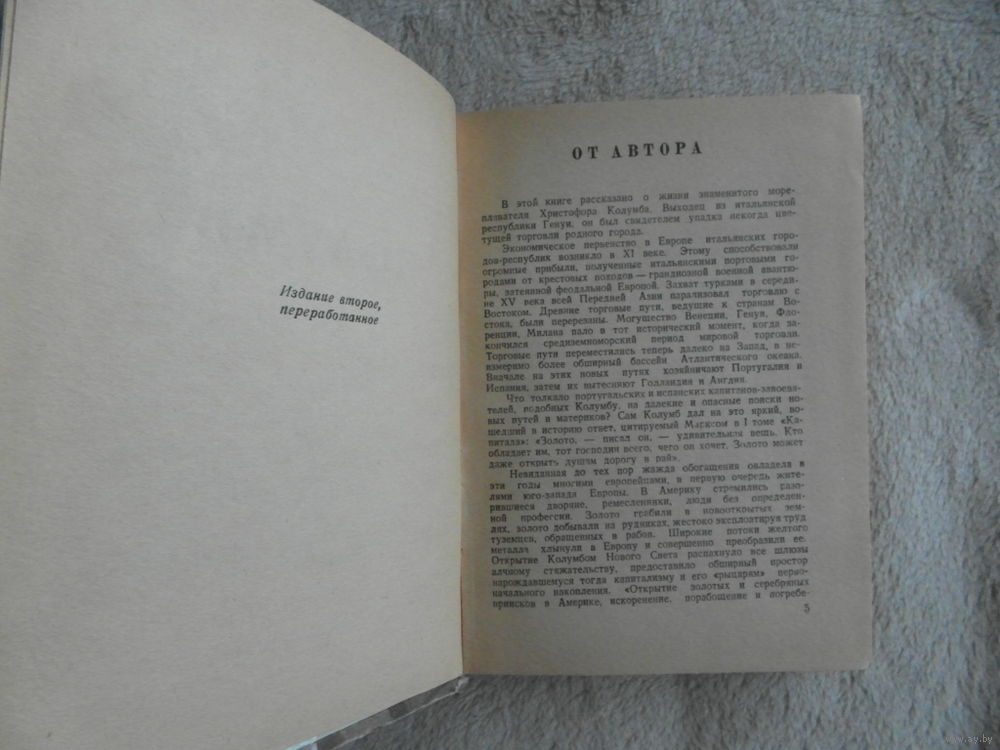 Издание второе,
переработанное
ОТ АВТОРА
В этой книге рассказано о жизни знаменитого море-
плавателя Христофора Колумба. Выходец из итальянской
республики Генуи, он был свидетелем упадка некогда цве-
тущей торговли родного города.
Экономическое первенство в Европе итальянских горо-
дов-республик возникло в XI веке. Этому способствовали
огромные прибыли, полученные итальянскими портовыми го-
родами от крестовых походов — грандиозной военной авантю-
ры, затеянной феодальной Европой. Захват турками в середи-
не XV века всей Передней Азии парализовал торговлю с
Востоком. Древние торговые пути, ведущие к странам Во-
стока, были перерезаны. Могущество Венеции, Генуи, Фло-
ренции, Милана пало в тот исторический момент, когда за-
кончился средиземноморский период мировой торговли.
Торговые пути переместились теперь далеко на Запад, в не-
измеримо более обширный бассейн Атлантического океана.
Вначале на этих новых путях хозяйничают Португалия и
Испания, затем их вытесняют Голландия и Англия.
Что толкало португальских и испанских капитанов-завоева-
телей, подобных Колумбу, на далекие и опасные поиски но-
вых путей и материков? Сам Колумб дал на это яркий, во-
шедший в историю ответ, цитируемый Марксом в I томе «Ка-
питала»: «Золото, — писал он, — удивительная вещь. Кто
обладает им, тот господин всего, чего он хочет. Золото может
даже открыть душам дорогу в рай».
Невиданная до тех пор жажда обогащения овладела в
эти годы многими европейцами, в первую очередь жите-
лями юго-запада Европы. В Америку стремились разо-
рившиеся дворяне, ремесленники, люди без определен-
ной профессии. Золото грабили в новооткрытых зем-
лях, золото добывали на рудниках, жестоко эксплоатируя труд
туземцев, обращенных в рабов. Широкие потоки желтого
металла хлынули в Европу и совершенно преобразили ее.
Открытие Колумбом Нового Света распахнуло все шлюзы
алчному стяжательству, предоставило обширный простор
нарождавшемуся тогда капитализму и его «рыцарям» перво-
начального накопления. «Открытие золотых и серебряных
приисков в Америке, искоренение, порабощение и погребе-
5
www.ay.by